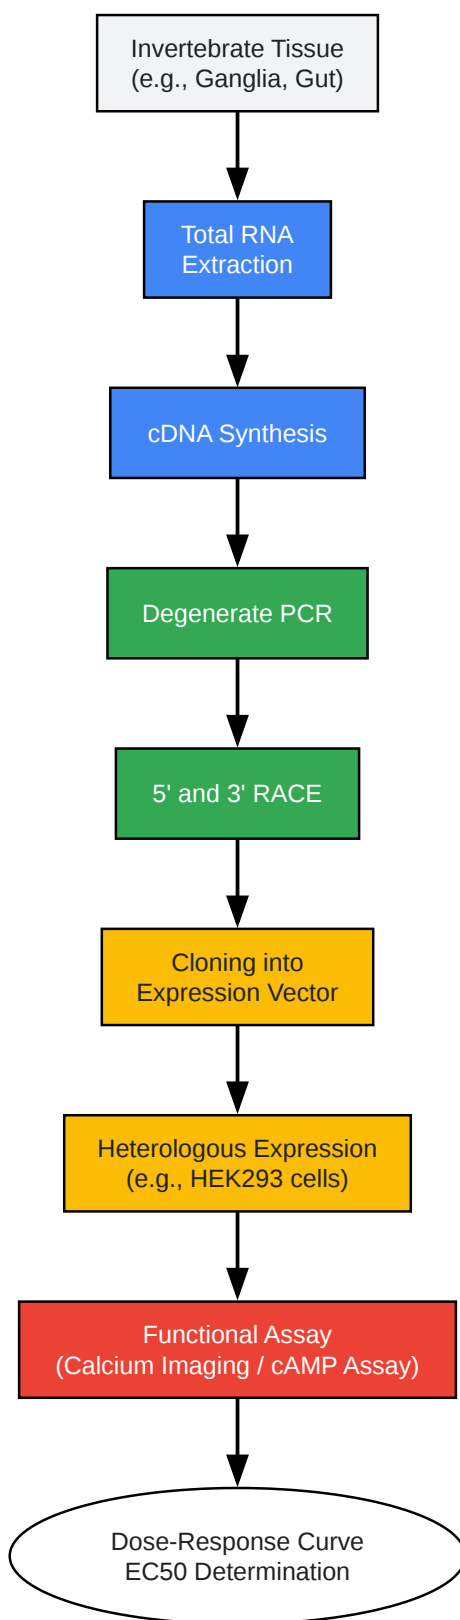 Invertebrate Tissue
(e.g., Ganglia, Gut)
Total RNA
Extraction
cDNA Synthesis
Degenerate PCR
5' and 3' RACE
Cloning into
Expression Vector
Heterologous Expression
(e.g., HEK293 cells)
Functional Assay
(Calcium Imaging / cAMP Assay)
Dose-Response Curve
EC50 Determination